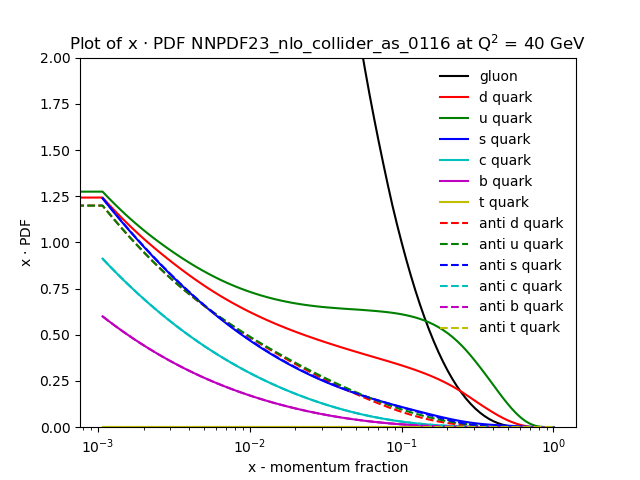 Plot of x · PDF NNPDF23_nlo_collider_as_0116 at Q² = 40 GeV
2.00
1.75
1.50
1.25
1.00
0.75
0.50
0.25
0.00
x · PDF
gluon
d quark
u quark
s quark
c quark
b quark
t quark
anti d quark
anti u quark
anti s quark
anti c quark
anti b quark
anti t quark
10⁻³ 10⁻² 10⁻¹ 10⁰
x - momentum fraction